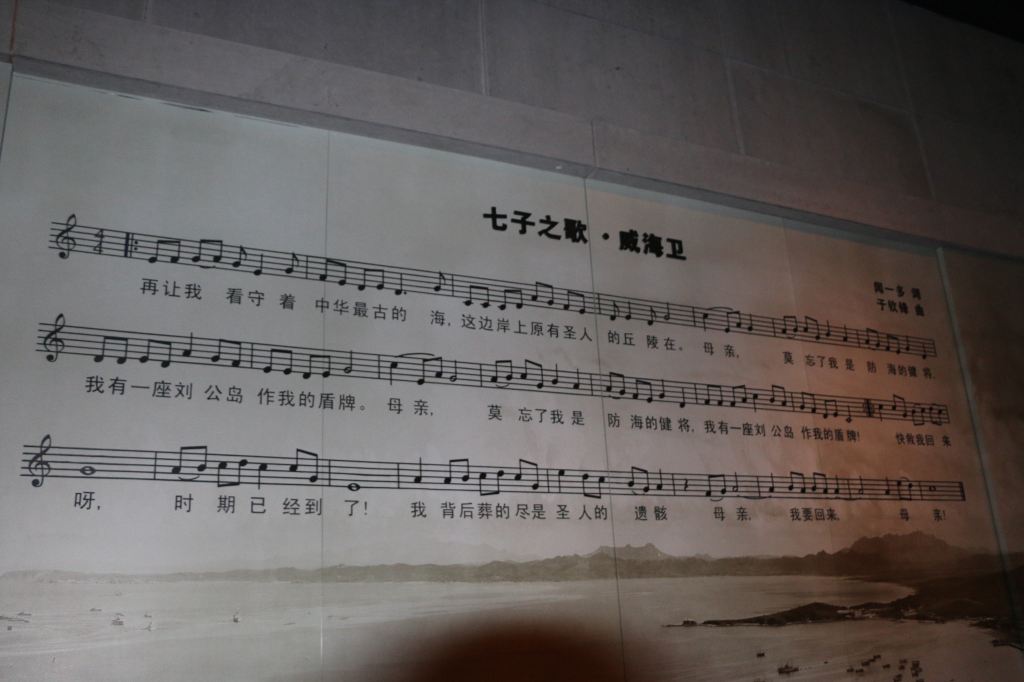 七子之歌·威海卫
闻一多 词
于钦锋 曲
4
4
再让我 看守 着 中华最古的 海,这边岸上原有圣人 的丘 陵在。 母亲, 莫 忘了我是 防 海的健将.
我有一座刘 公岛 作我的盾牌。 母亲, 莫 忘了我是 防 海的健将,我有一座刘公岛 作我的盾牌! 快救我回 来
呀, 时 期 已 经到 了! 我 背后葬的尽是 圣人的 遗骸 母亲, 我要回来, 母 亲!